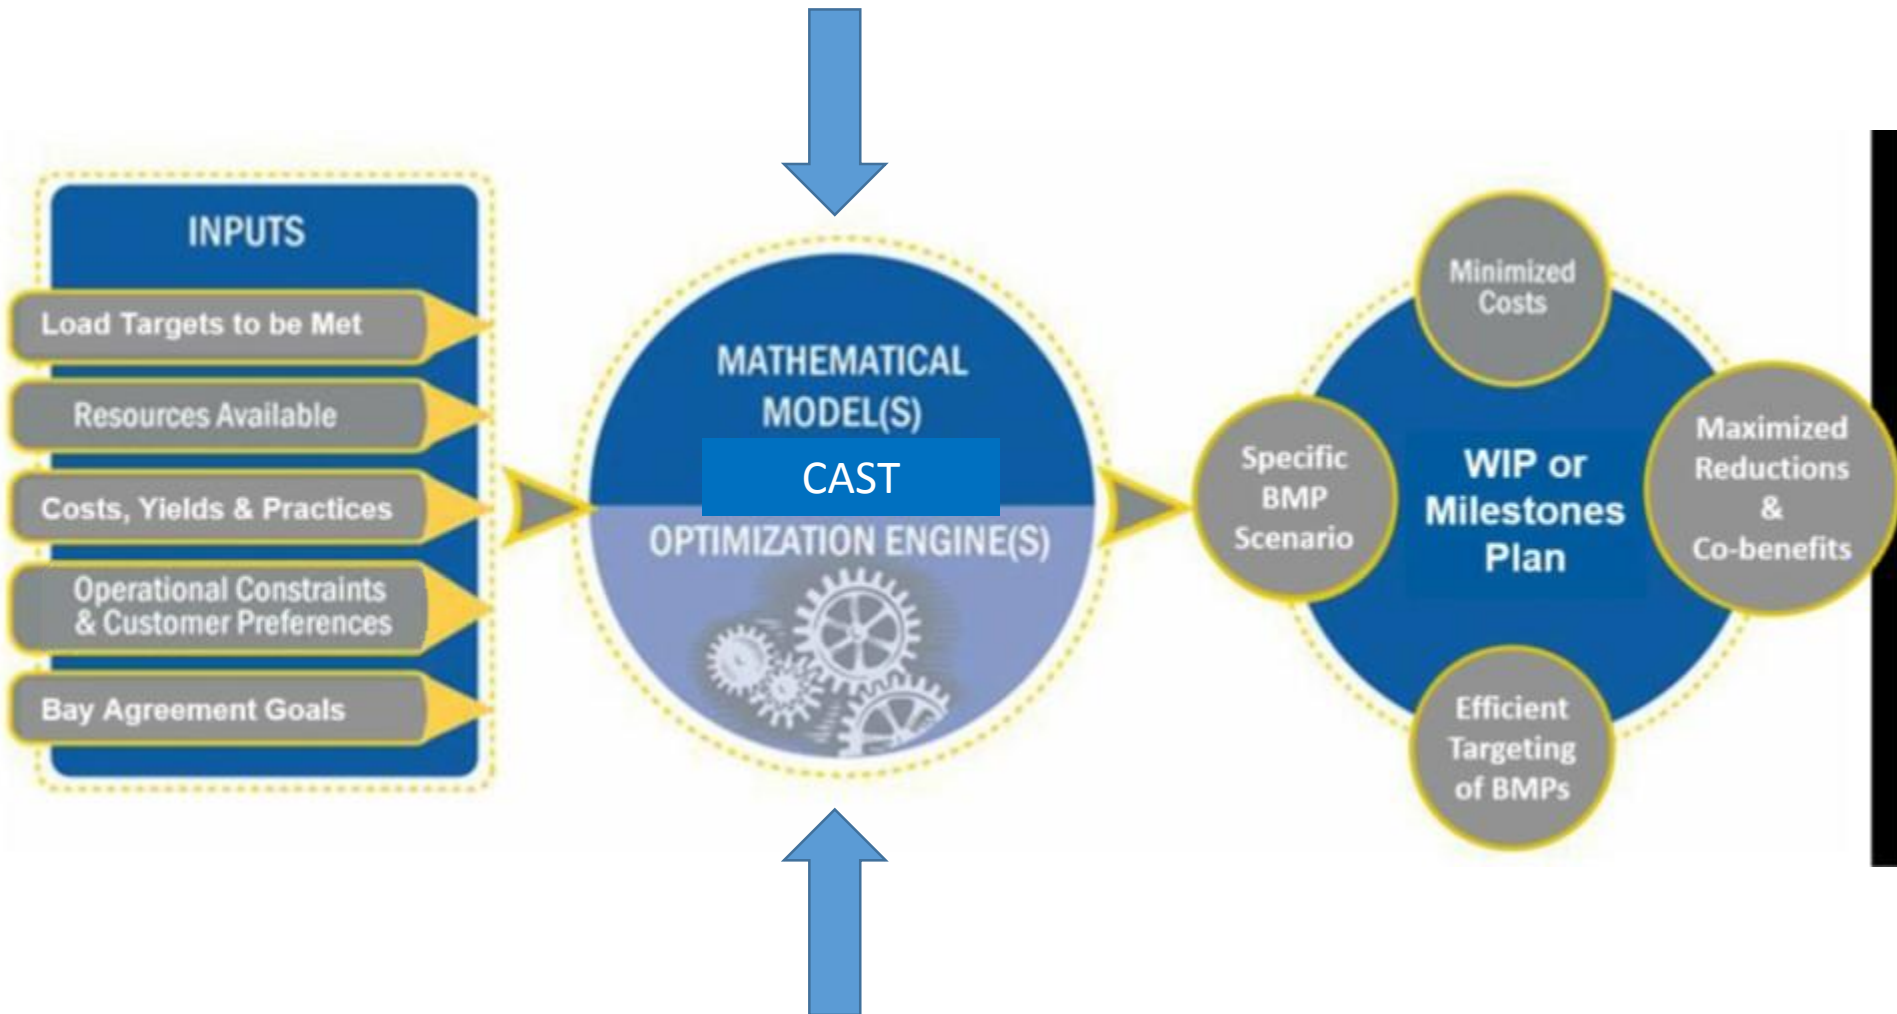 INPUTS
Load Targets to be Met
Resources Available
Costs, Yields & Practices
Operational Constraints
& Customer Preferences
Bay Agreement Goals
MATHEMATICAL
MODEL(S)
CAST
OPTIMIZATION ENGINE(S)
Minimized
Costs
Specific
BMP
Scenario
WIP or
Milestones
Plan
Maximized
Reductions
&
Co-benefits
Efficient
Targeting
of BMPs